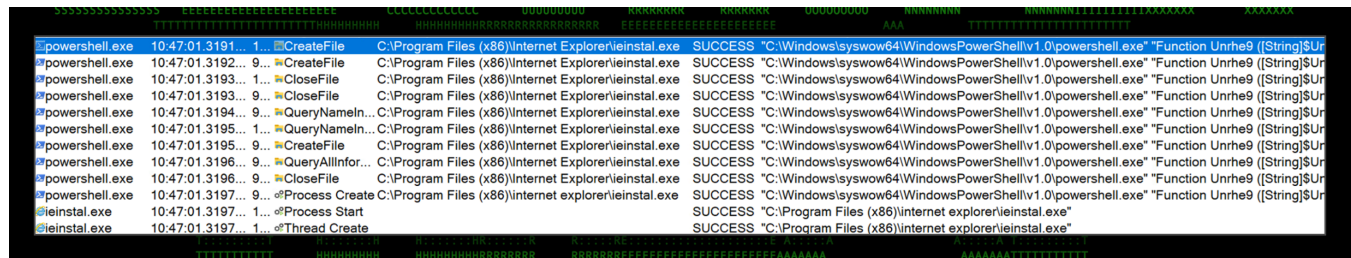 SSSSSSSSSSSSSSS EEEEEEEEEEEEEEEEEEEEEE CCCCCCCCCCCCC UUUUUUUUU RRRRRRRR RRRRRRR OOOOOOOOO NNNNNNNN NNNNNNNIIIIIIIIIIXXXXXXX XXXXXXX
powershell.exe 10:47:01.3191... 1... CreateFile C:\Program Files (x86)\Internet Explorer\ieinstal.exe SUCCESS "C:\Windows\syswow64\WindowsPowerShell\v1.0\powershell.exe" "Function Unrhe9 ([String]$Ur
powershell.exe 10:47:01.3192... 9... CreateFile C:\Program Files (x86)\Internet Explorer\ieinstal.exe SUCCESS "C:\Windows\syswow64\WindowsPowerShell\v1.0\powershell.exe" "Function Unrhe9 ([String]$Ur
powershell.exe 10:47:01.3193... 1... CloseFile C:\Program Files (x86)\Internet Explorer\ieinstal.exe SUCCESS "C:\Windows\syswow64\WindowsPowerShell\v1.0\powershell.exe" "Function Unrhe9 ([String]$Ur
powershell.exe 10:47:01.3193... 9... CloseFile C:\Program Files (x86)\Internet Explorer\ieinstal.exe SUCCESS "C:\Windows\syswow64\WindowsPowerShell\v1.0\powershell.exe" "Function Unrhe9 ([String]$Ur
powershell.exe 10:47:01.3194... 9... QueryNameIn... C:\Program Files (x86)\Internet Explorer\ieinstal.exe SUCCESS "C:\Windows\syswow64\WindowsPowerShell\v1.0\powershell.exe" "Function Unrhe9 ([String]$Ur
powershell.exe 10:47:01.3195... 1... QueryNameIn... C:\Program Files (x86)\Internet Explorer\ieinstal.exe SUCCESS "C:\Windows\syswow64\WindowsPowerShell\v1.0\powershell.exe" "Function Unrhe9 ([String]$Ur
powershell.exe 10:47:01.3195... 9... CreateFile C:\Program Files (x86)\Internet Explorer\ieinstal.exe SUCCESS "C:\Windows\syswow64\WindowsPowerShell\v1.0\powershell.exe" "Function Unrhe9 ([String]$Ur
powershell.exe 10:47:01.3196... 9... QueryAllInfor... C:\Program Files (x86)\Internet Explorer\ieinstal.exe SUCCESS "C:\Windows\syswow64\WindowsPowerShell\v1.0\powershell.exe" "Function Unrhe9 ([String]$Ur
powershell.exe 10:47:01.3196... 9... CloseFile C:\Program Files (x86)\Internet Explorer\ieinstal.exe SUCCESS "C:\Windows\syswow64\WindowsPowerShell\v1.0\powershell.exe" "Function Unrhe9 ([String]$Ur
powershell.exe 10:47:01.3197... 9... Process Create C:\Program Files (x86)\internet explorer\ieinstal.exe SUCCESS "C:\Windows\syswow64\WindowsPowerShell\v1.0\powershell.exe" "Function Unrhe9 ([String]$Ur
ieinstal.exe 10:47:01.3197... 1... Process Start SUCCESS "C:\Program Files (x86)\internet explorer\ieinstal.exe"
ieinstal.exe 10:47:01.3197... 1... Thread Create SUCCESS "C:\Program Files (x86)\internet explorer\ieinstal.exe"